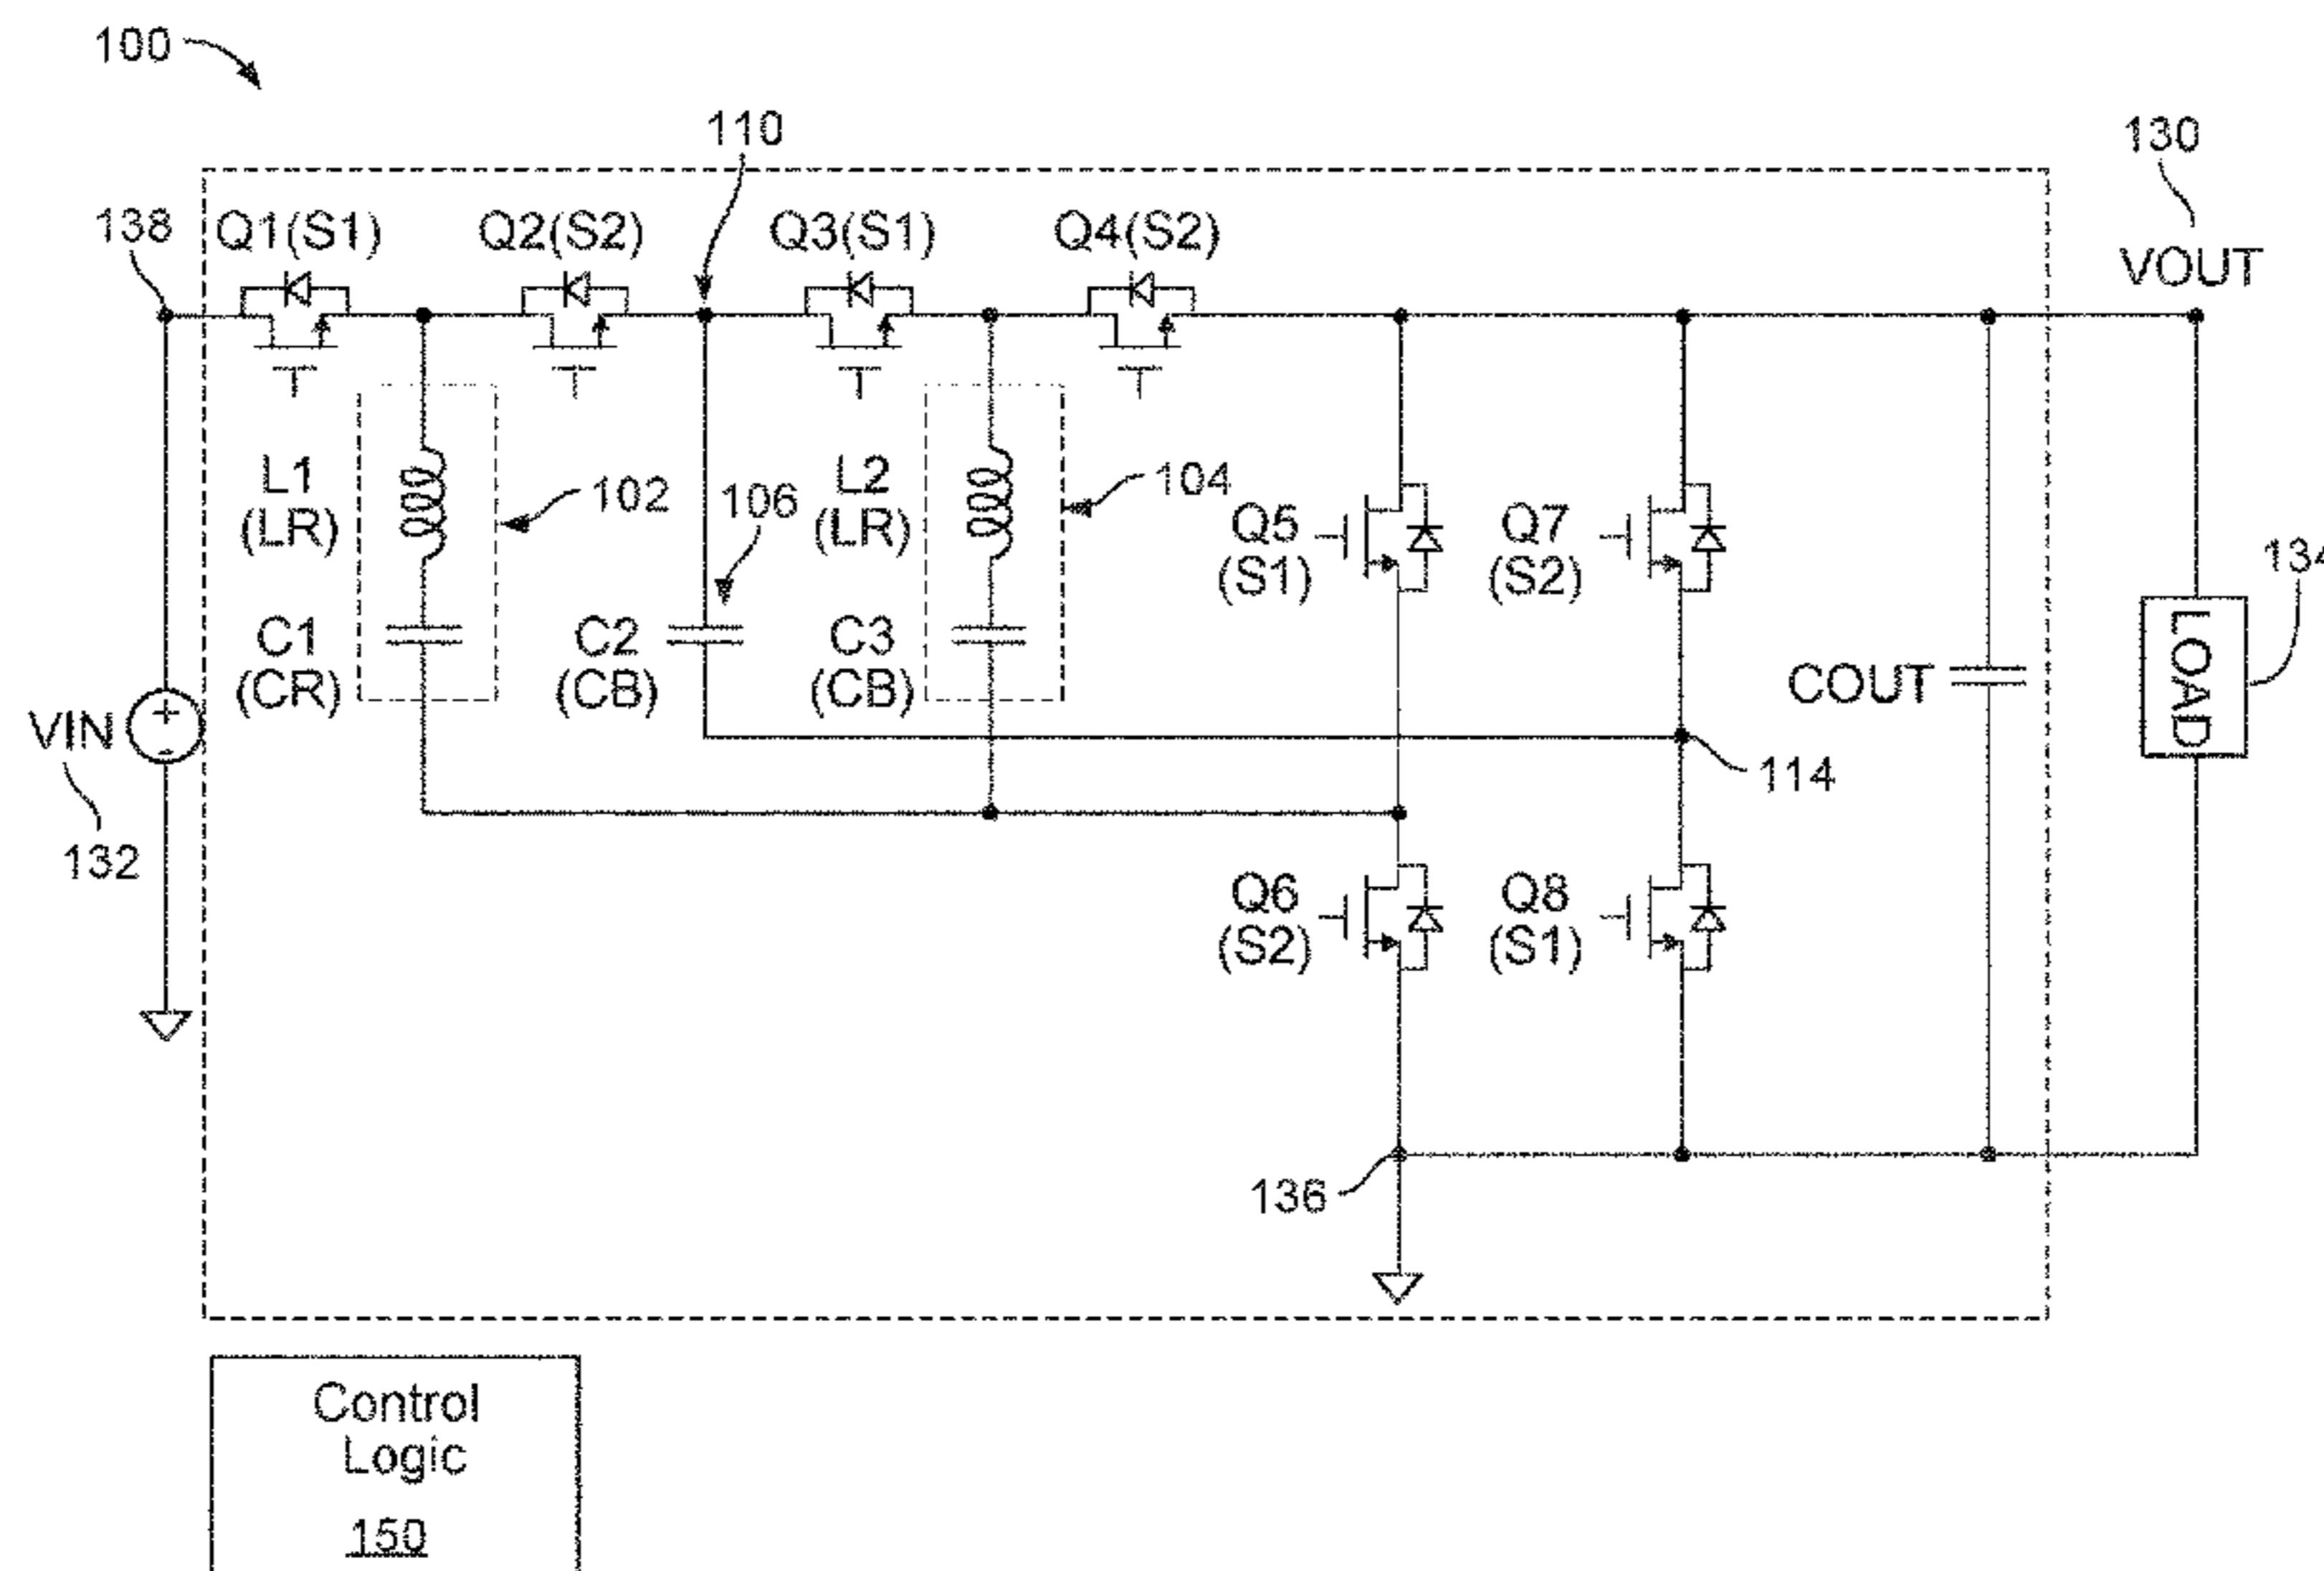 100
110
130
138
Q1(S1)
Q2(S2)
Q3(S1)
Q4(S2)
VOUT
L1
(LR)
102
106
L2
(LR)
104
Q5
(S1)
Q7
(S2)
134
C1
(CR)
C2
(CB)
C3
(CB)
COUT
LOAD
VIN
+
-
114
132
Q6
(S2)
Q8
(S1)
136
Control
Logic
150